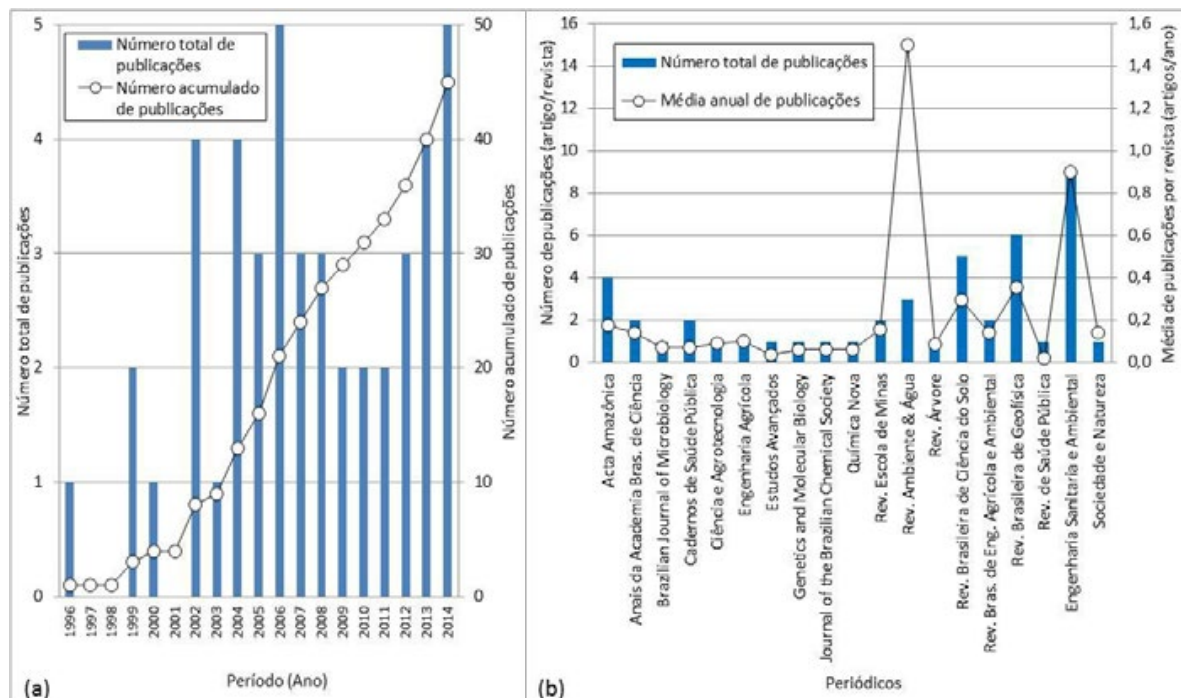 Número total de
publicações
Número acumulado
de publicações
Número total de publicações
5
4
3
2
1
0
50
40
30
20
10
0
Número acumulado de publicações
1996
1997
1998
1999
2000
2001
2002
2003
2004
2005
2006
2007
2008
2009
2010
2011
2012
2013
2014
(a)
Período (Ano)
Número total de publicações
Média anual de publicações
Número de publicações (artigo/revista)
16
14
12
10
8
6
4
2
0
1,6
1,4
1,2
1,0
0,8
0,6
0,4
0,2
0,0
Média de publicações por revista (artigos/ano)
Acta Amazônica
Anais da Academia Bras. de Ciência
Brazilian Journal of Microbiology
Cadernos de Saúde Pública
Ciência e Agrotecnologia
Engenharia Agrícola
Estudos Avançados
Genetics and Molecular Biology
Journal of the Brazilian Chemical Society
Química Nova
Rev. Escola de Minas
Rev. Ambiente & Água
Rev. Árvore
Rev. Brasileira de Ciência do Solo
Rev. Bras. de Eng. Agrícola e Ambiental
Rev. Brasileira de Geofísica
Rev. de Saúde Pública
Engenharia Sanitaria e Ambiental
Sociedade e Natureza
(b)
Periódicos